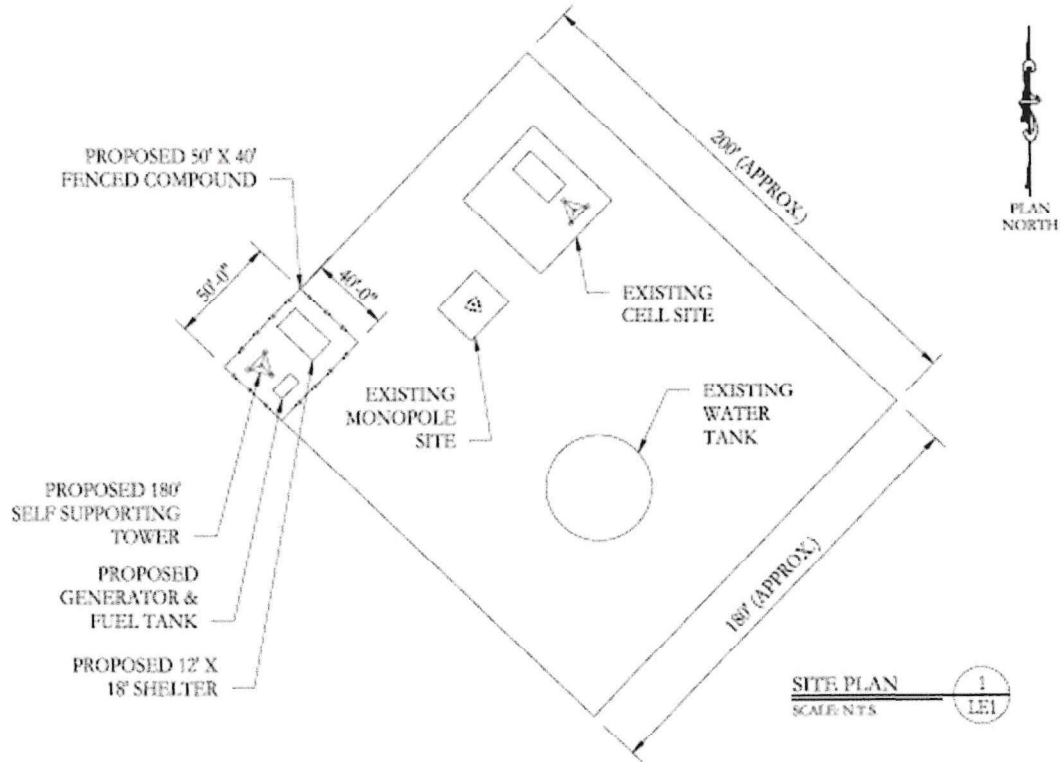 200' (APPROX.)
PLAN
NORTH
PROPOSED 50' X 40'
FENCED COMPOUND
50'-0"
40'-0"
EXISTING
CELL SITE
EXISTING
MONOPOLE
SITE
EXISTING
WATER
TANK
PROPOSED 180'
SELF SUPPORTING
TOWER
PROPOSED
GENERATOR &
FUEL TANK
PROPOSED 12' X
18' SHELTER
180' (APPROX.)
SITE PLAN
SCALE: N T S
1
LE1